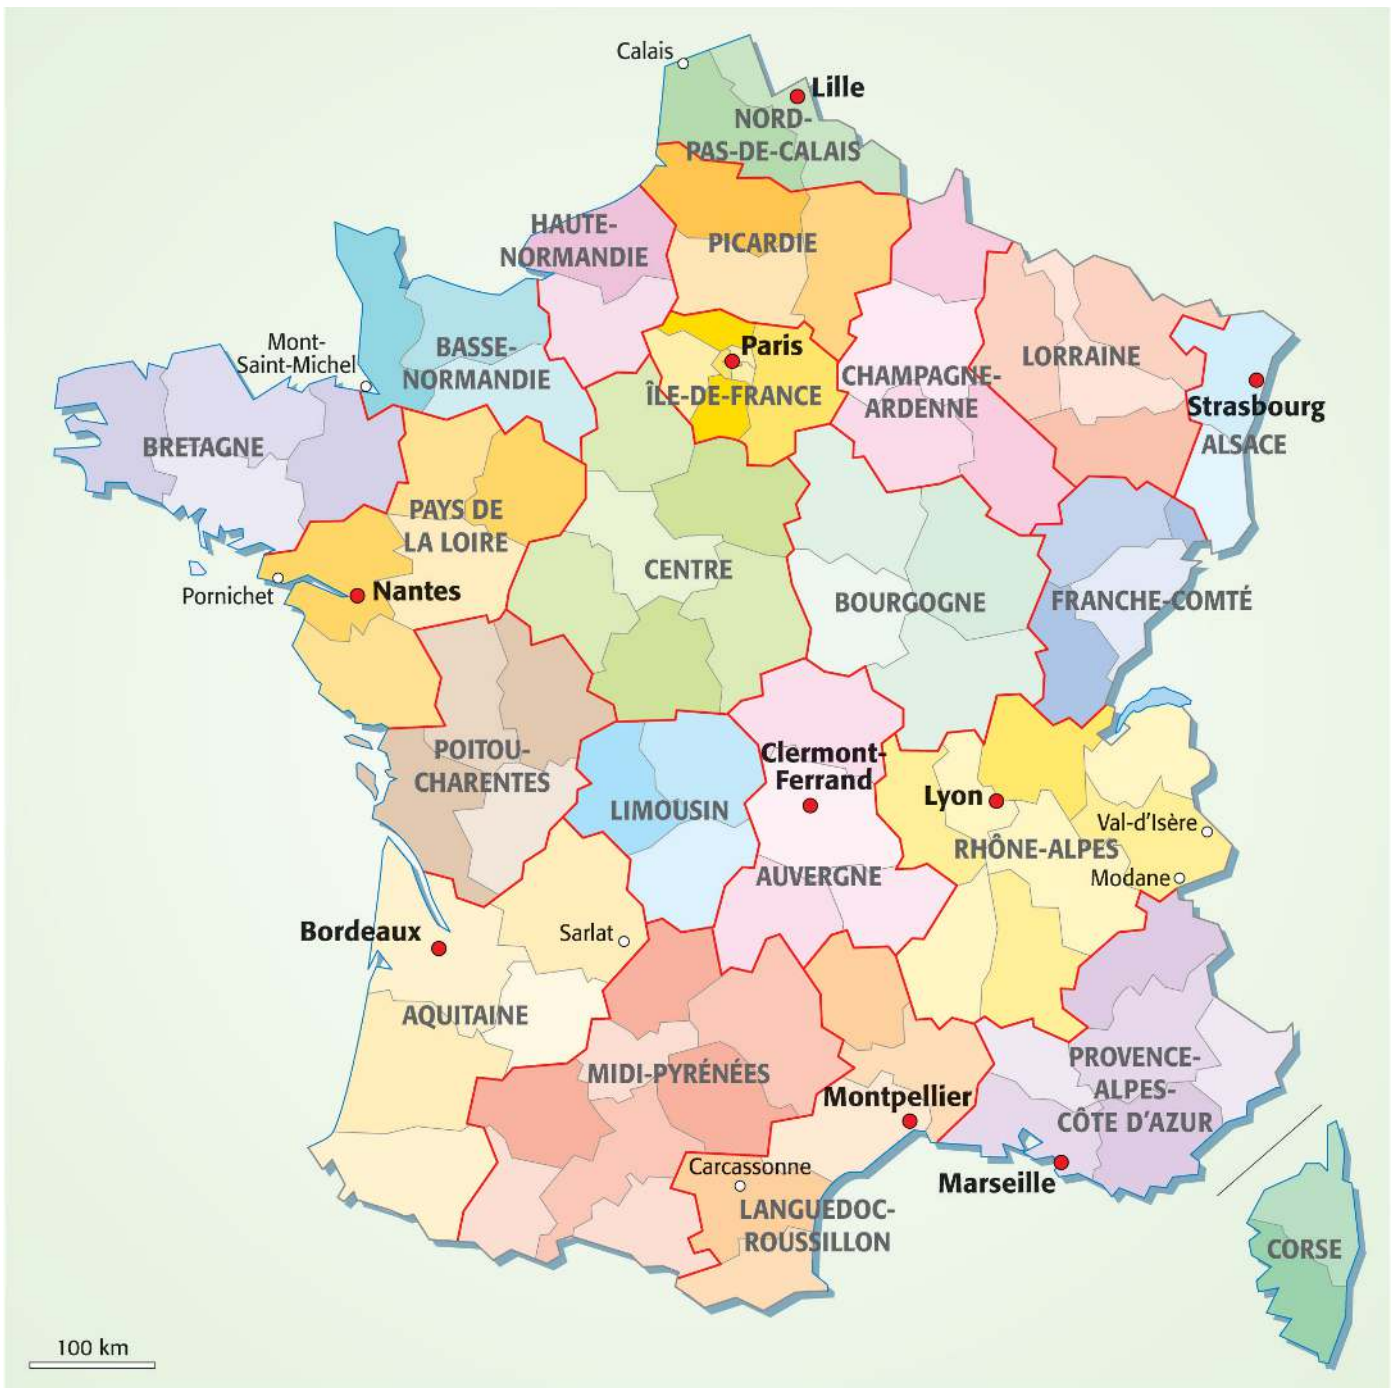 Calais
Lille
NORD-
PAS-DE-CALAIS
HAUTE-
NORMANDIE
PICARDIE
Mont-
Saint-Michel
BASSE-
NORMANDIE
Paris
ÎLE-DE-FRANCE
CHAMPAGNE-
ARDENNE
LORRAINE
Strasbourg
ALSACE
BRETAGNE
PAYS DE
LA LOIRE
CENTRE
Pornichet
Nantes
BOURGOGNE
FRANCHE-COMTÉ
POITOU-
CHARENTES
LIMOUSIN
Clermont-
Ferrand
Lyon
Val-d'Isère
RHÔNE-ALPES
Modane
AUVERGNE
Bordeaux
Sarlat
AQUITAINE
MIDI-PYRÉNÉES
PROVENCE-
ALPES-
CÔTE D'AZUR
Montpellier
Carcassonne
Marseille
LANGUEDOC-
ROUSSILLON
CORSE
100 km